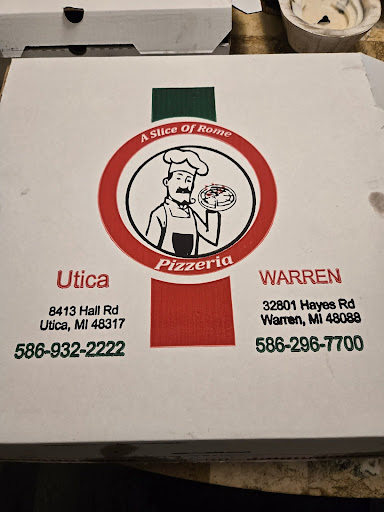 A Slice Of Rome
Pizzeria
Utica
8413 Hall Rd
Utica, MI 48317
586-932-2222
WARREN
32801 Hayes Rd
Warren, MI 48088
586-296-7700